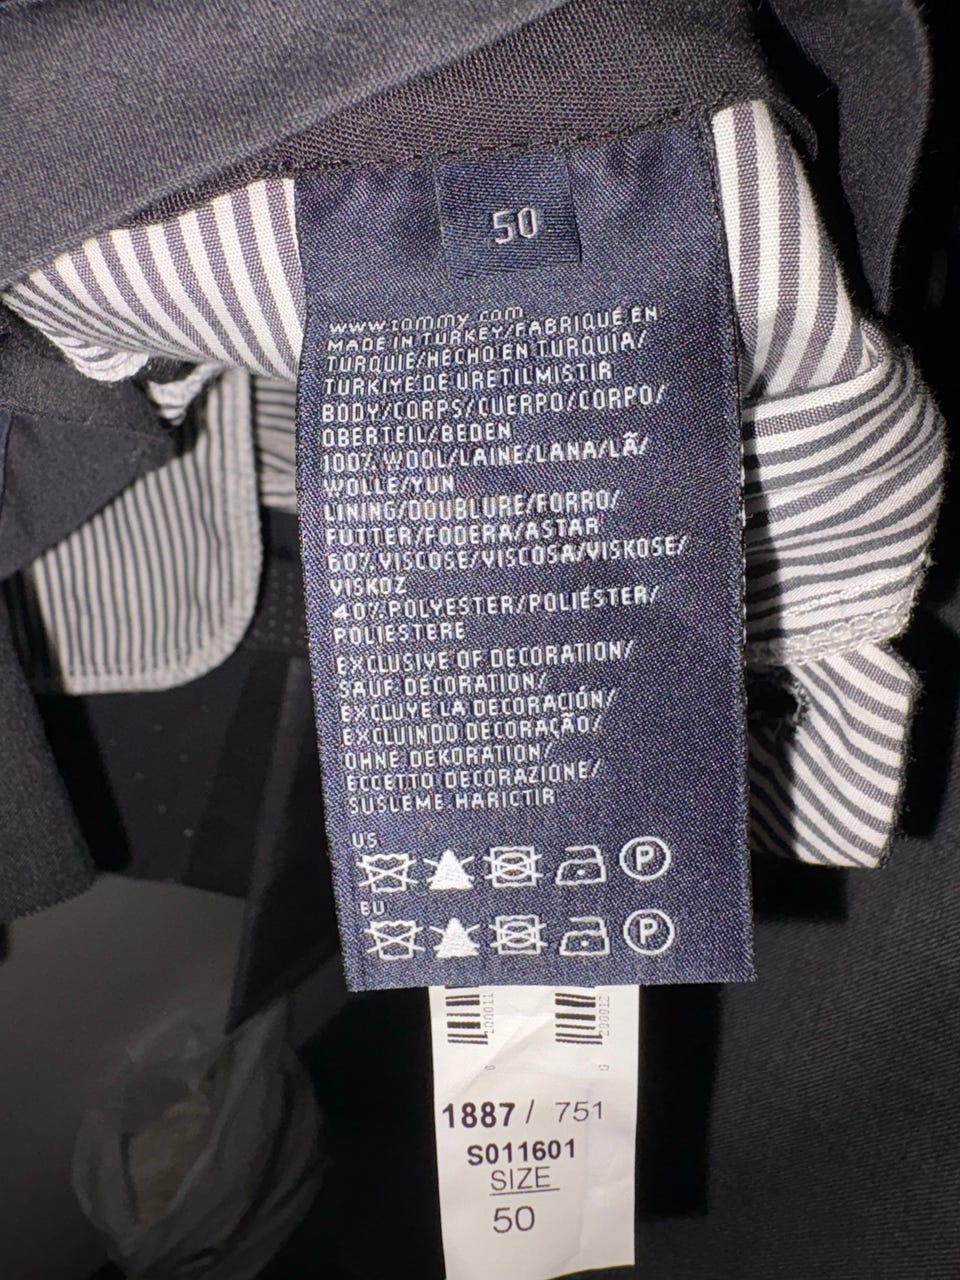 50
www.tommy.com
MADE IN TURKEY/FABRIQUÉ EN
TURQUIE/HECHO EN TURQUIA/
TURKIYE DE URETILMISTIR
BODY/CORPS/CUERPO/CORPO/
OBERTEIL/BEDEN
100% WOOL/LAINE/LANA/LÃ/
WOLLE/YUN
LINING/DOUBLURE/FORRO/
FUTTER/FODERA/ASTAR
60% VISCOSE/VISCOSA/VISKOSE/
VISKOZ
40% POLYESTER/POLIÉSTER/
POLIESTERE
EXCLUSIVE OF DECORATION/
SAUF DECORATION/
EXCLUYE LA DECORACIÓN/
EXCLUINDO DECORAÇÃO/
OHNE DEKORATION/
ECCETTO DECORAZIONE/
SUSLEME HARICTIR
US
P
EU
P
1887 / 751
S011601
SIZE
50